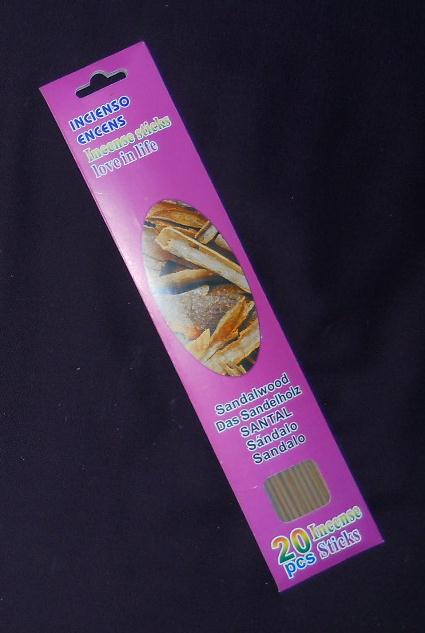 INCIENSO
ENCENS
Incense sticks
love in life
Sandalwood
Das Sandelholz
SANTAL
Sándalo
Sandalo
20 Incense
pcs Sticks